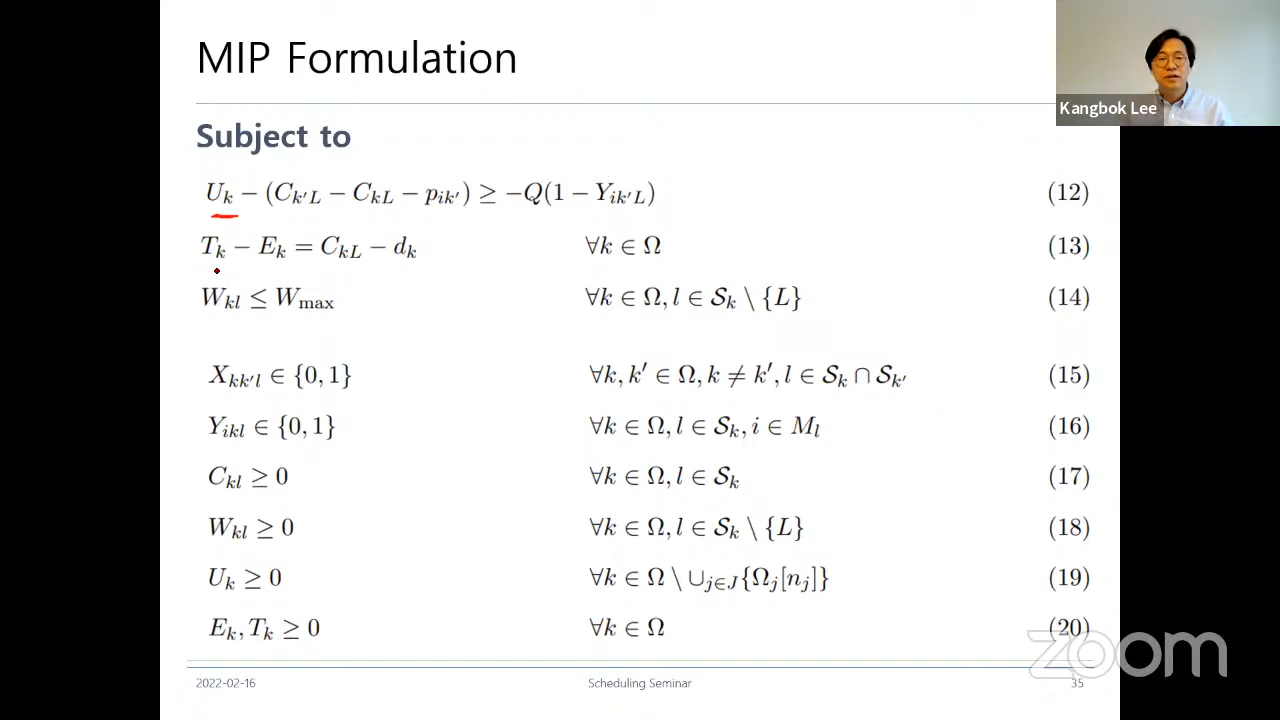 MIP Formulation
Kangbok Lee
Subject to
U_k − (C_{k′L} − C_{kL} − p_{ik′}) ≥ −Q(1 − Y_{ik′L}) (12)
T_k − E_k = C_{kL} − d_k ∀k ∈ Ω (13)
W_{kl} ≤ W_{max} ∀k ∈ Ω, l ∈ 𝒮_k \ {L} (14)
X_{kk′l} ∈ {0, 1} ∀k, k′ ∈ Ω, k ≠ k′, l ∈ 𝒮_k ∩ 𝒮_{k′} (15)
Y_{ikl} ∈ {0, 1} ∀k ∈ Ω, l ∈ 𝒮_k, i ∈ M_l (16)
C_{kl} ≥ 0 ∀k ∈ Ω, l ∈ 𝒮_k (17)
W_{kl} ≥ 0 ∀k ∈ Ω, l ∈ 𝒮_k \ {L} (18)
U_k ≥ 0 ∀k ∈ Ω \ ∪_{j∈J}{Ω_j[n_j]} (19)
E_k, T_k ≥ 0 ∀k ∈ Ω (20)
zoom
2022-02-16 Scheduling Seminar 35